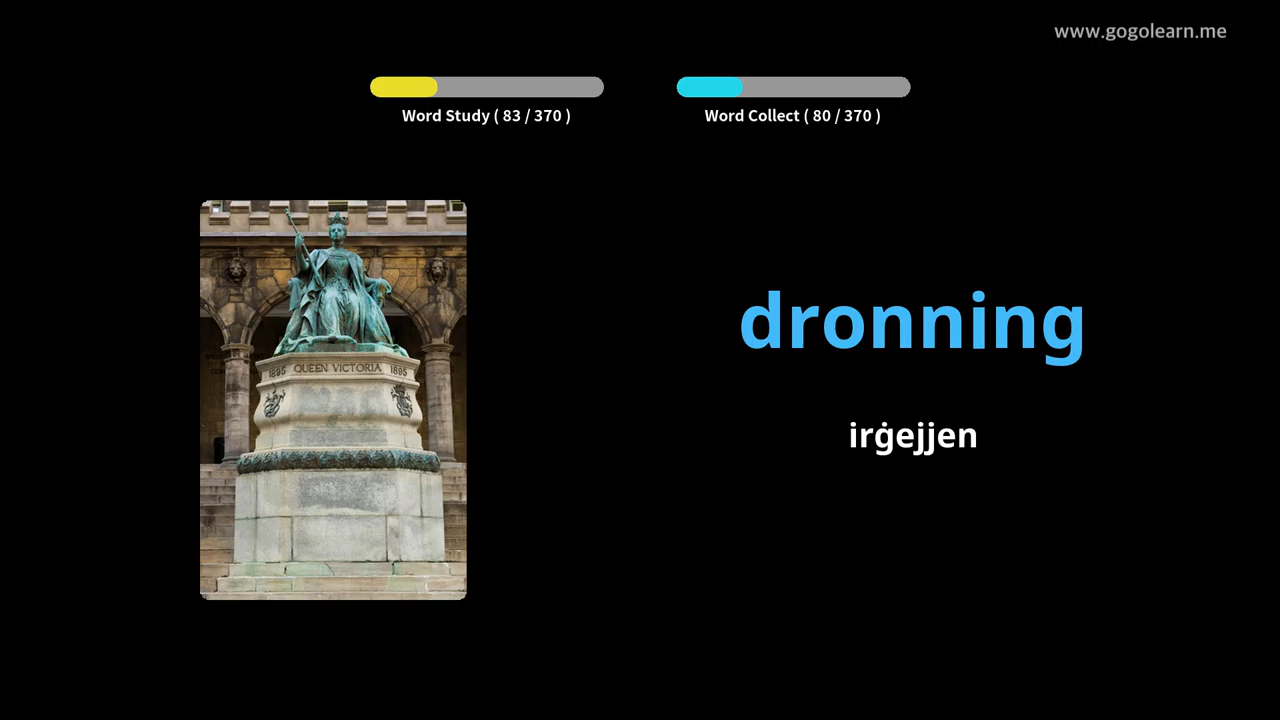 www.gogolearn.me
Word Study ( 83 / 370 )
Word Collect ( 80 / 370 )
1895 QUEEN VICTORIA 1895
dronning
irġejjen